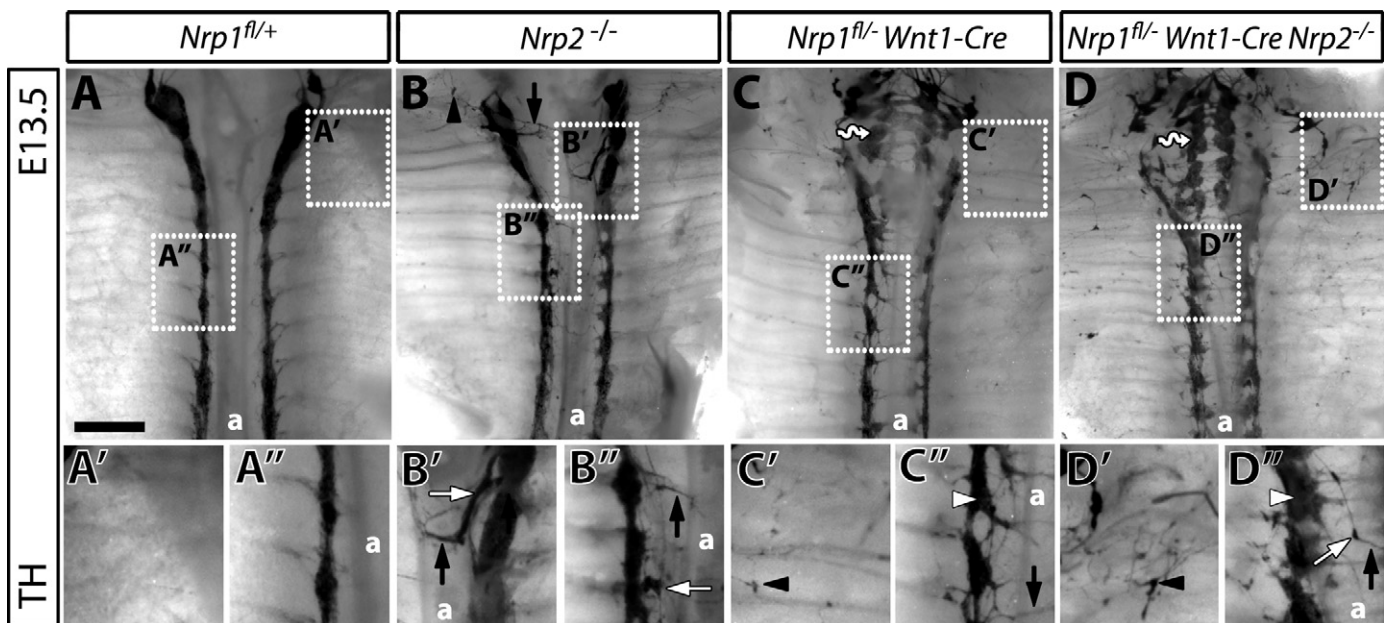 Nrp1fl/+ Nrp2-/- Nrp1fl/- Wnt1-Cre Nrp1fl/- Wnt1-Cre Nrp2-/-
E13.5
TH
A
A'
A''
a
B
B'
B''
a
C
C'
C''
a
D
D'
D''
a
A'
A''
a
B'
a
B''
a
C'
C''
a
D'
D''
a